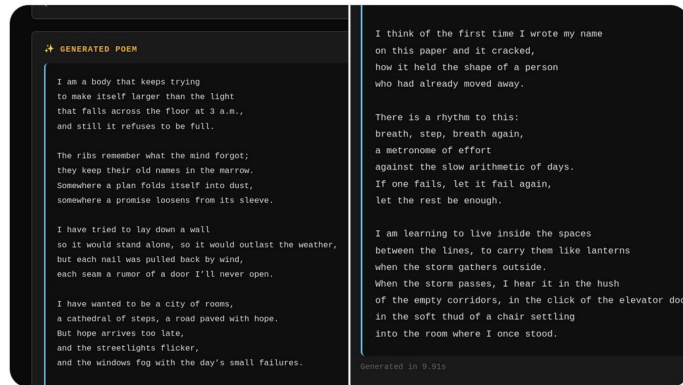 ✨ GENERATED POEM
I am a body that keeps trying
to make itself larger than the light
that falls across the floor at 3 a.m.,
and still it refuses to be full.
The ribs remember what the mind forgot;
they keep their old names in the marrow.
Somewhere a plan folds itself into dust,
somewhere a promise loosens from its sleeve.
I have tried to lay down a wall
so it would stand alone, so it would outlast the weather,
but each nail was pulled back by wind,
each seam a rumor of a door I'll never open.
I have wanted to be a city of rooms,
a cathedral of steps, a road paved with hope.
But hope arrives too late,
and the streetlights flicker,
and the windows fog with the day's small failures.
I think of the first time I wrote my name
on this paper and it cracked,
how it held the shape of a person
who had already moved away.
There is a rhythm to this:
breath, step, breath again,
a metronome of effort
against the slow arithmetic of days.
If one fails, let it fail again,
let the rest be enough.
I am learning to live inside the spaces
between the lines, to carry them like lanterns
when the storm gathers outside.
When the storm passes, I hear it in the hush
of the empty corridors, in the click of the elevator doo
in the soft thud of a chair settling
into the room where I once stood.
Generated in 9.91s